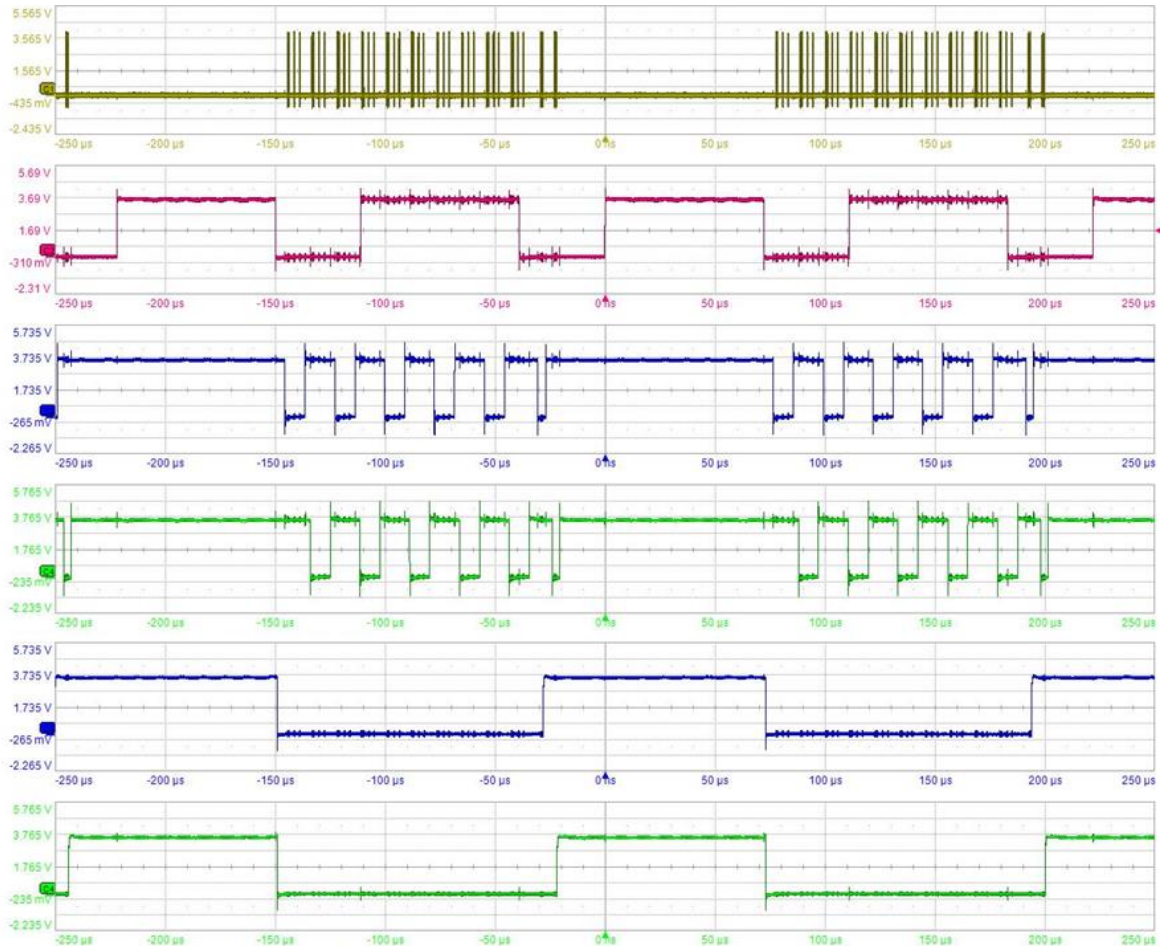 5.565 V
3.565 V
1.565 V
C1
-435 mV
-2.435 V
-250 µs -200 µs -150 µs -100 µs -50 µs 0 ns 50 µs 100 µs 150 µs 200 µs 250 µs
5.69 V
3.69 V
1.69 V
-310 mV
-2.31 V
-250 µs -200 µs -150 µs -100 µs -50 µs 0 ns 50 µs 100 µs 150 µs 200 µs 250 µs
5.735 V
3.735 V
1.735 V
-265 mV
-2.265 V
-250 µs -200 µs -150 µs -100 µs -50 µs 0 ns 50 µs 100 µs 150 µs 200 µs 250 µs
5.765 V
3.765 V
1.765 V
C4
-235 mV
-2.235 V
-250 µs -200 µs -150 µs -100 µs -50 µs 0 ns 50 µs 100 µs 150 µs 200 µs 250 µs
5.735 V
3.735 V
1.735 V
-265 mV
-2.265 V
-250 µs -200 µs -150 µs -100 µs -50 µs 0 ns 50 µs 100 µs 150 µs 200 µs 250 µs
5.765 V
3.765 V
1.765 V
C4
-235 mV
-2.235 V
-250 µs -200 µs -150 µs -100 µs -50 µs 0 ns 50 µs 100 µs 150 µs 200 µs 250 µs